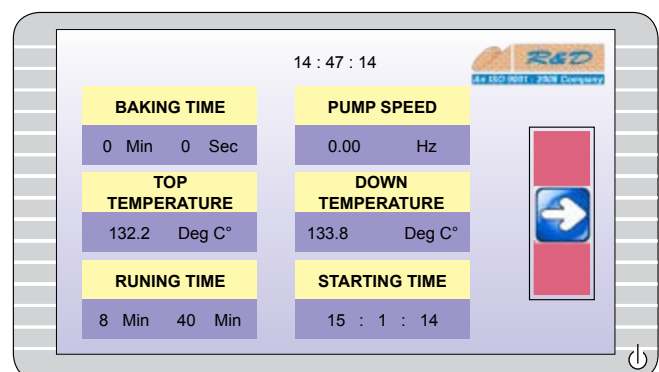 14 : 47 : 14
R&D
An ISO 9001 : 2008 Company
BAKING TIME
PUMP SPEED
0 Min 0 Sec
0.00 Hz
TOP
TEMPERATURE
DOWN
TEMPERATURE
132.2 Deg C°
133.8 Deg C°
RUNING TIME
STARTING TIME
8 Min 40 Min
15 : 1 : 14